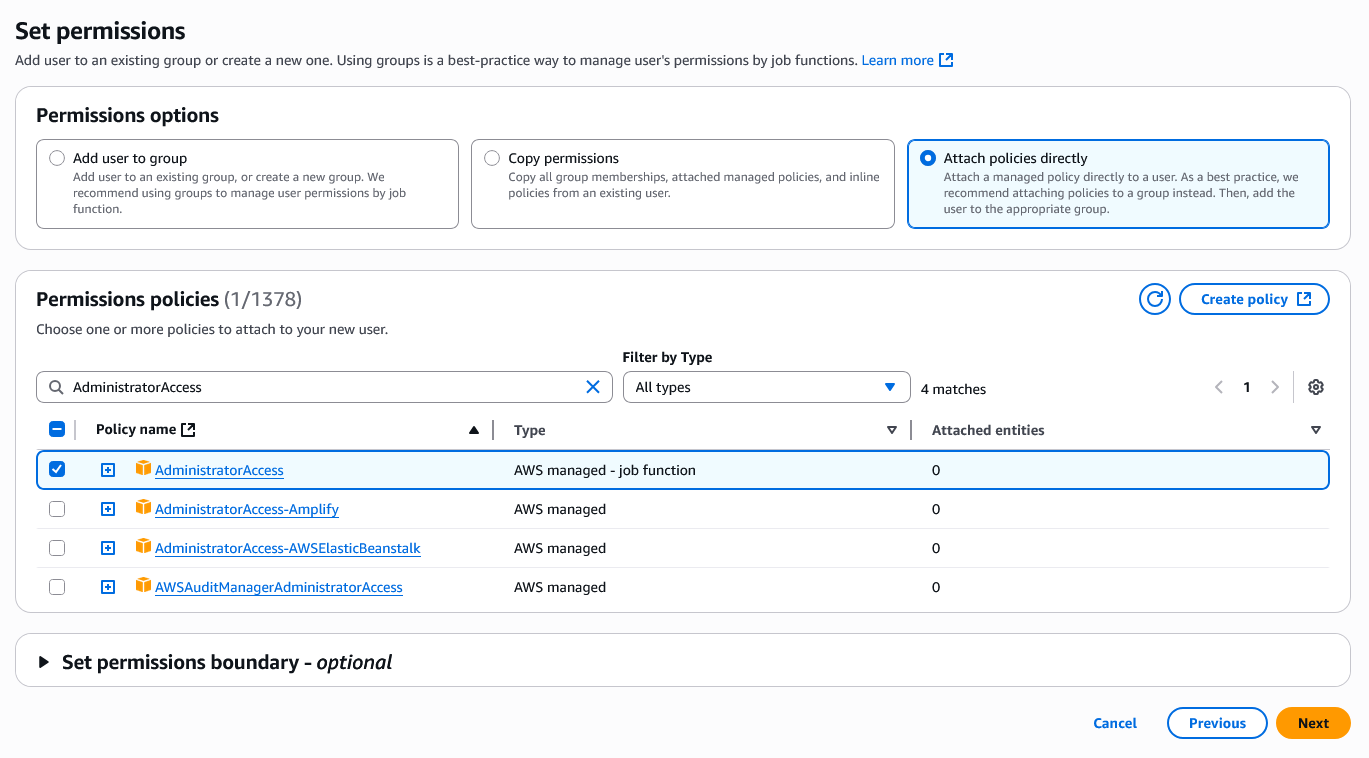 Set permissions
Add user to an existing group or create a new one. Using groups is a best-practice way to manage user's permissions by job functions. Learn more
Permissions options
Add user to group
Add user to an existing group, or create a new group. We
recommend using groups to manage user permissions by job
function.
Copy permissions
Copy all group memberships, attached managed policies, and inline
policies from an existing user.
Attach policies directly
Attach a managed policy directly to a user. As a best practice, we
recommend attaching policies to a group instead. Then, add the
user to the appropriate group.
Permissions policies (1/1378)
Create policy
Choose one or more policies to attach to your new user.
Filter by Type
AdministratorAccess
All types
4 matches
1
Policy name
Type
Attached entities
AdministratorAccess
AWS managed - job function
0
AdministratorAccess-Amplify
AWS managed
0
AdministratorAccess-AWSElasticBeanstalk
AWS managed
0
AWSAuditManagerAdministratorAccess
AWS managed
0
Set permissions boundary - optional
Cancel
Previous
Next